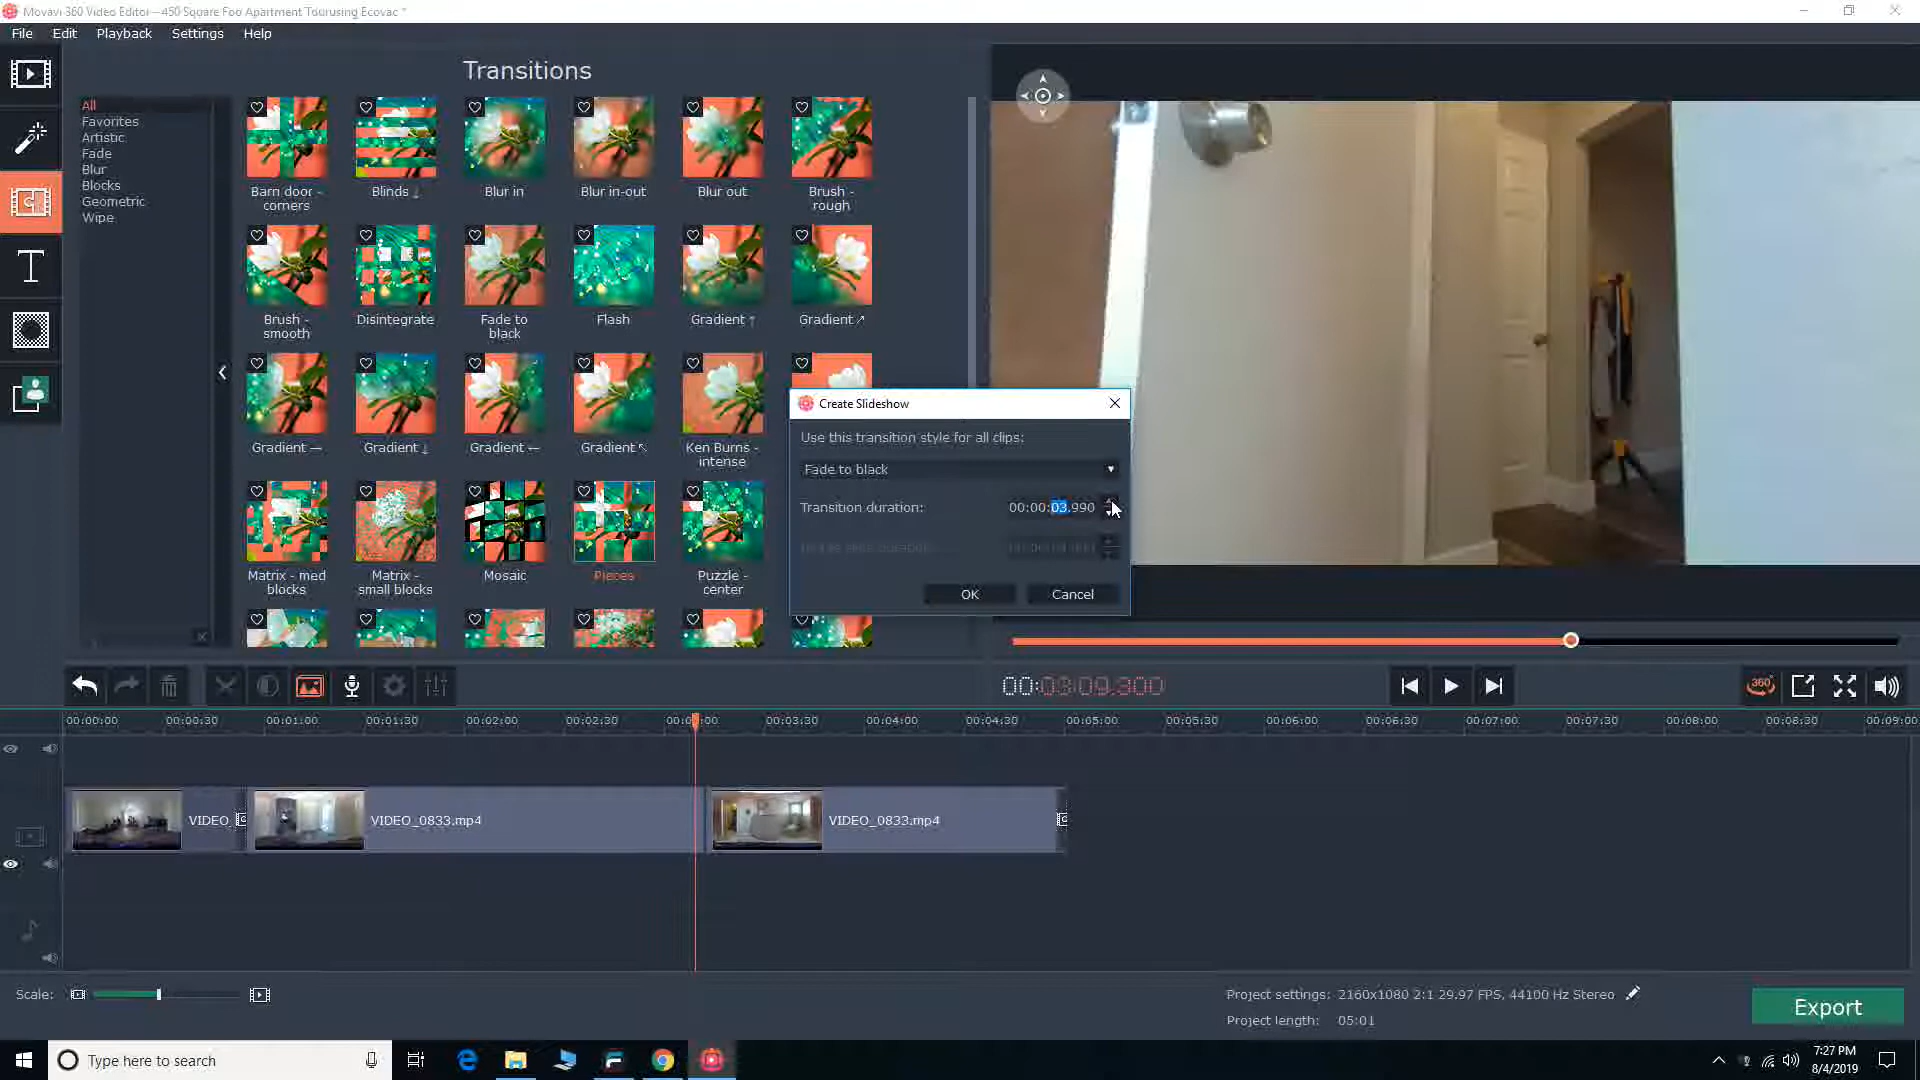 Movavi 360 Video Editor – 450 Square Foo Apartment Tourusing Ecovac *
File Edit Playback Settings Help
Transitions
All
Favorites
Artistic
Fade
Blur
Blocks
Geometric
Wipe
Barn door - corners
Blinds ↓
Blur in
Blur in-out
Blur out
Brush - rough
Brush - smooth
Disintegrate
Fade to black
Flash
Gradient ↑
Gradient ↗
Gradient →
Gradient ↓
Gradient ←
Gradient ↖
Ken Burns - intense
Matrix - med blocks
Matrix - small blocks
Mosaic
Pieces
Puzzle - center
Create Slideshow
Use this transition style for all clips:
Fade to black
Transition duration: 00:00:03.990
OK Cancel
360°
00:03:09.300
00:00:00 00:00:30 00:01:00 00:01:30 00:02:00 00:02:30 00:03:30 00:04:00 00:04:30 00:05:00 00:05:30 00:06:00 00:06:30 00:07:00 00:07:30 00:08:00 00:08:30 00:09:00
VIDEO_ VIDEO_0833.mp4 VIDEO_0833.mp4
Scale:
Project settings: 2160x1080 2:1 29.97 FPS, 44100 Hz Stereo
Project length: 05:01
Export
Type here to search
7:27 PM
8/4/2019